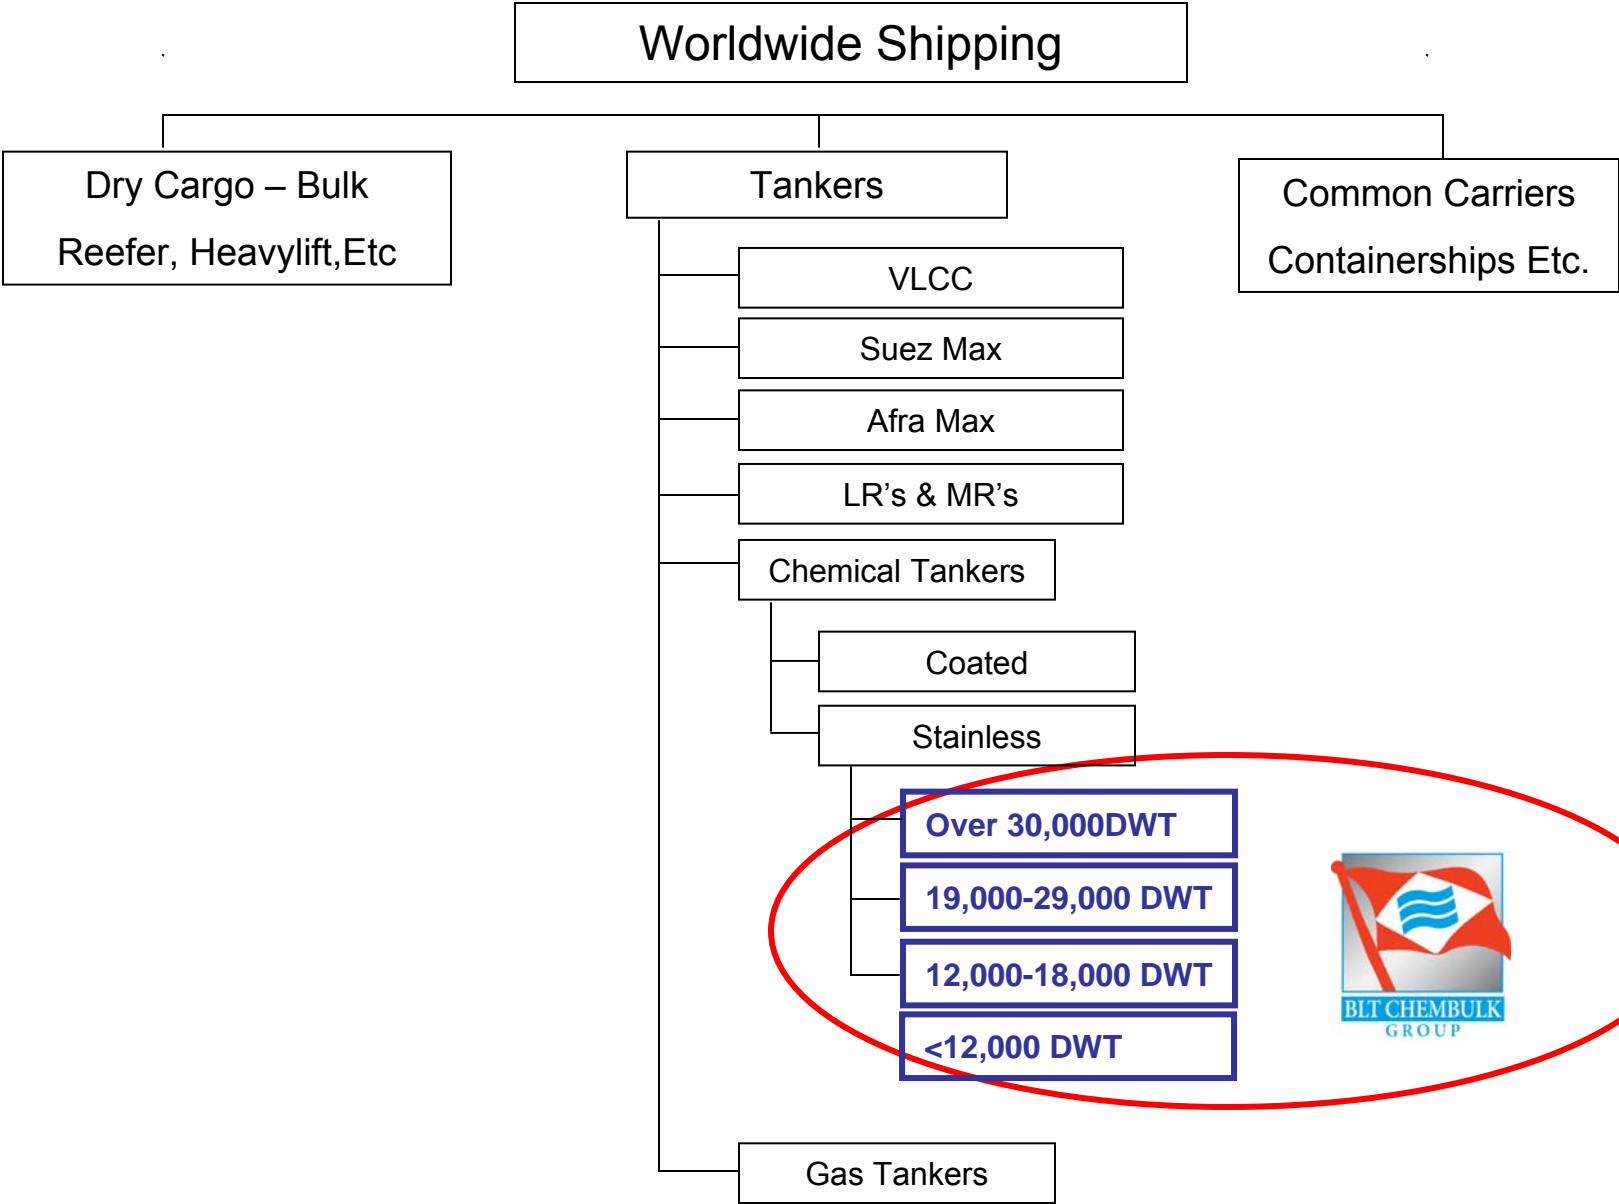 Worldwide Shipping
Dry Cargo – Bulk
Reefer, Heavylift,Etc
Tankers
Common Carriers
Containerships Etc.
VLCC
Suez Max
Afra Max
LR’s & MR’s
Chemical Tankers
Coated
Stainless
Over 30,000DWT
19,000-29,000 DWT
12,000-18,000 DWT
<12,000 DWT
BLT CHEMBULK
GROUP
Gas Tankers